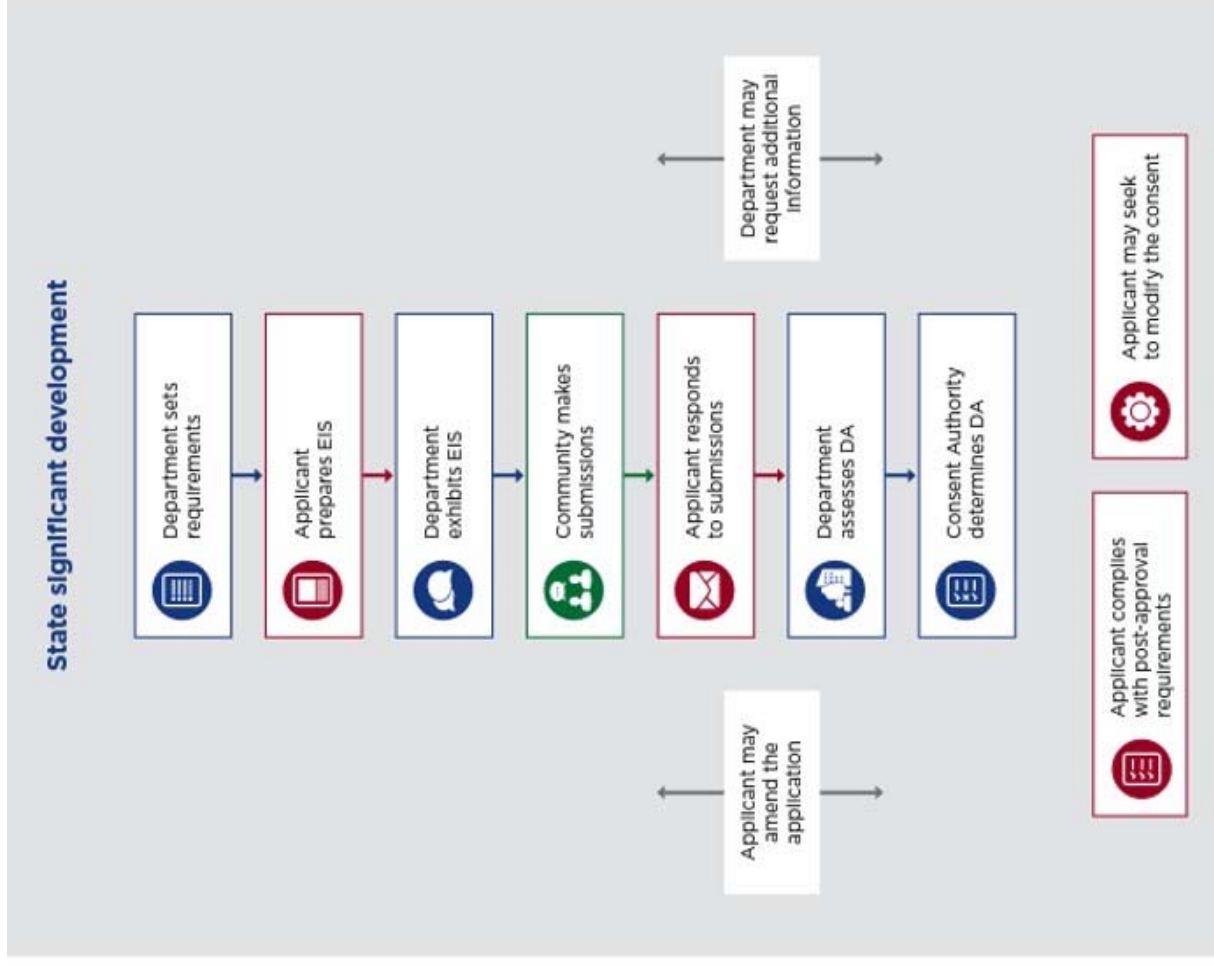 State significant development
Department sets
requirements
Applicant
prepares EIS
Department
exhibits EIS
Community makes
submissions
Applicant responds
to submissions
Department
assesses DA
Consent Authority
determines DA
Applicant may
amend the
application
Department may
request additional
information
Applicant complies
with post-approval
requirements
Applicant may seek
to modify the consent